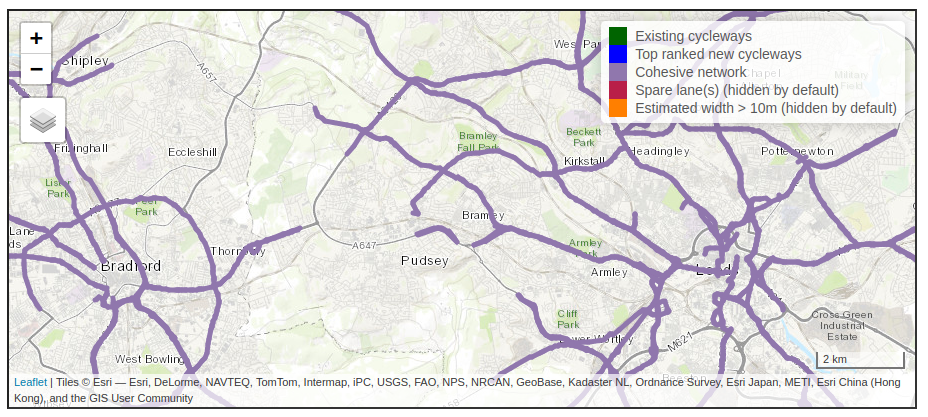 +
−
Existing cycleways
Top ranked new cycleways
Cohesive network
Spare lane(s) (hidden by default)
Estimated width > 10m (hidden by default)
Shipley
A657
Military
Field
Frizinghall
Eccleshill
Bramley
Fall Park
Beckett
Park
Kirkstall
Headingley
Potternewton
Lister
Park
Peel
Park
Lane
ds
Thornbury
A647
Bramley
Pudsey
Armley
Park
Armley
Leeds
Bradford
Cliff
Park
Lower Wortley
M621
Cross Green
Industrial
Estate
West Bowling
2 km
Leaflet | Tiles © Esri — Esri, DeLorme, NAVTEQ, TomTom, Intermap, iPC, USGS, FAO, NPS, NRCAN, GeoBase, Kadaster NL, Ordnance Survey, Esri Japan, METI, Esri China (Hong
Kong), and the GIS User Community